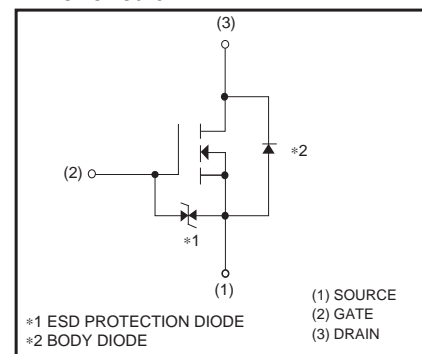 (3)
(2)
∗2
∗1
(1)
∗1 ESD PROTECTION DIODE
∗2 BODY DIODE
(1) SOURCE
(2) GATE
(3) DRAIN